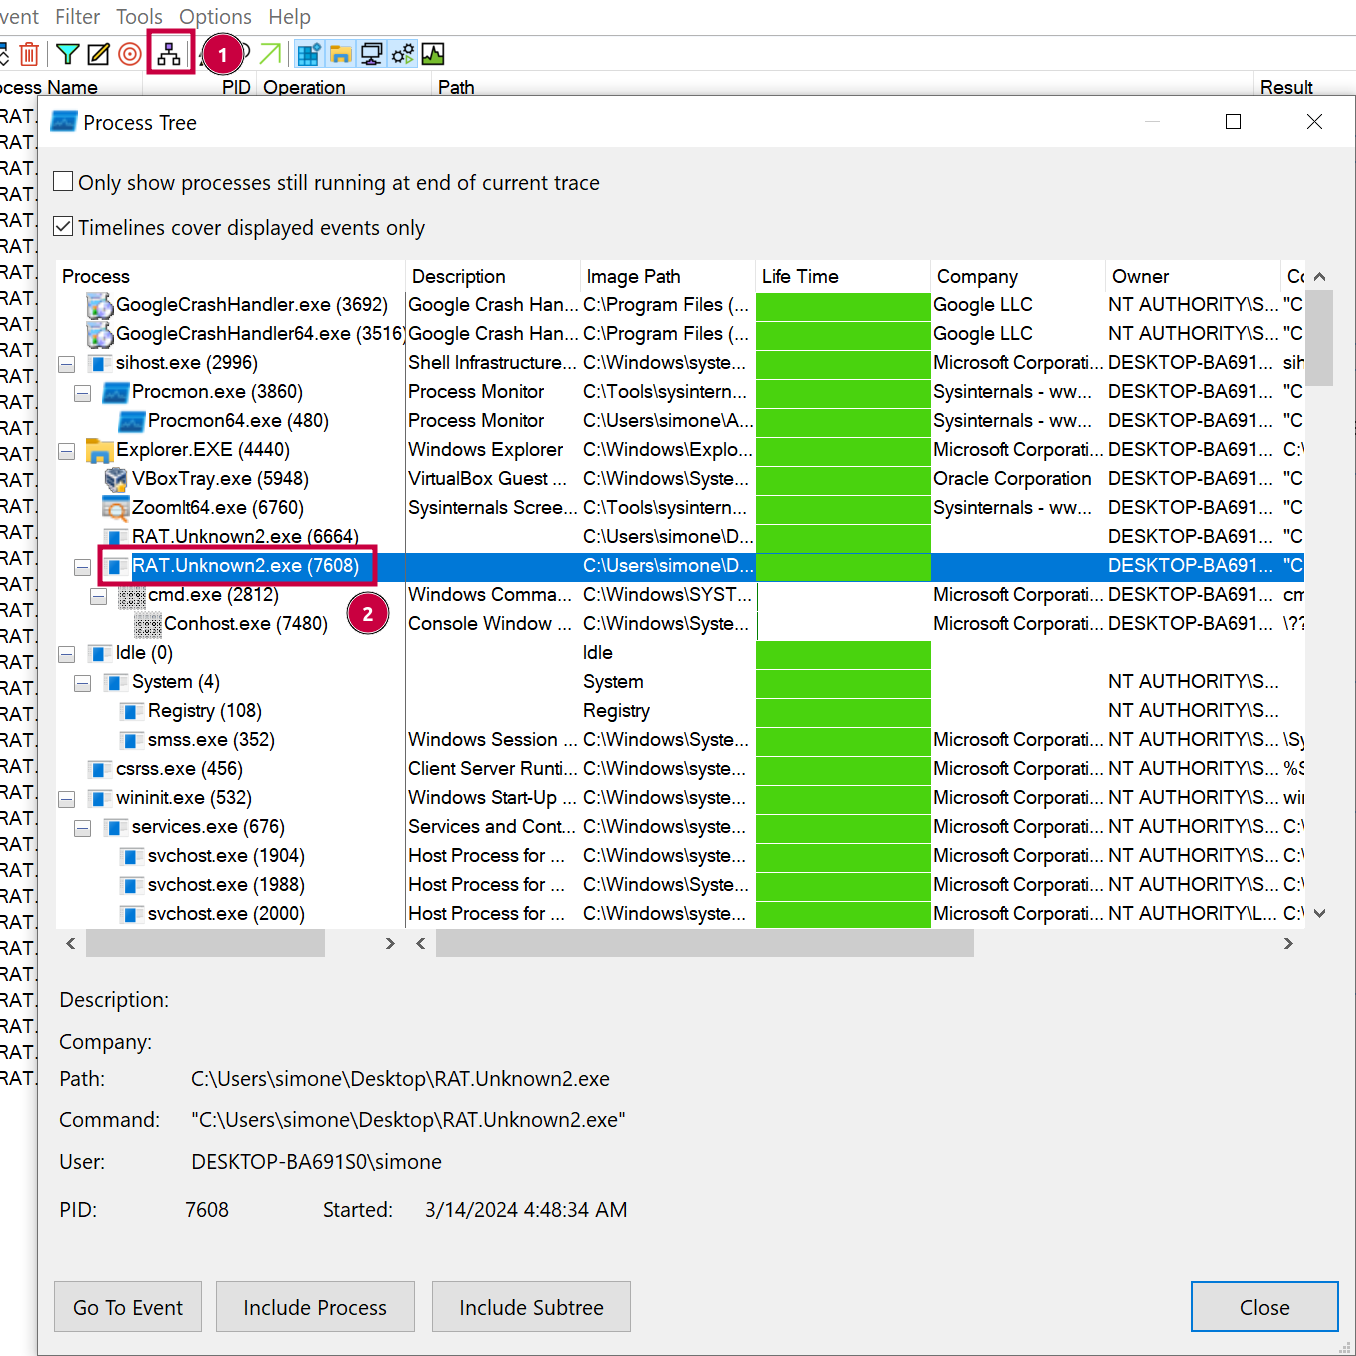 vent Filter Tools Options Help
1
ocess Name PID Operation Path Result
Process Tree
Only show processes still running at end of current trace
Timelines cover displayed events only
Process Description Image Path Life Time Company Owner Co
GoogleCrashHandler.exe (3692) Google Crash Han... C:\Program Files (... Google LLC NT AUTHORITY\S... "C
GoogleCrashHandler64.exe (3516) Google Crash Han... C:\Program Files (... Google LLC NT AUTHORITY\S... "C
sihost.exe (2996) Shell Infrastructure... C:\Windows\syste... Microsoft Corporati... DESKTOP-BA691... sih
Procmon.exe (3860) Process Monitor C:\Tools\sysintern... Sysinternals - ww... DESKTOP-BA691... "C
Procmon64.exe (480) Process Monitor C:\Users\simone\A... Sysinternals - ww... DESKTOP-BA691... "C
Explorer.EXE (4440) Windows Explorer C:\Windows\Explo... Microsoft Corporati... DESKTOP-BA691... C:\
VBoxTray.exe (5948) VirtualBox Guest ... C:\Windows\Syste... Oracle Corporation DESKTOP-BA691... "C
ZoomIt64.exe (6760) Sysinternals Scree... C:\Tools\sysintern... Sysinternals - ww... DESKTOP-BA691... "C
RAT.Unknown2.exe (6664) C:\Users\simone\D... DESKTOP-BA691... "C
RAT.Unknown2.exe (7608) C:\Users\simone\D... DESKTOP-BA691... "C
cmd.exe (2812) Windows Comma... C:\Windows\SYST... Microsoft Corporati... DESKTOP-BA691... cm
2
Conhost.exe (7480) Console Window ... C:\Windows\Syste... Microsoft Corporati... DESKTOP-BA691... \??
Idle (0) Idle
System (4) System NT AUTHORITY\S...
Registry (108) Registry NT AUTHORITY\S...
smss.exe (352) Windows Session ... C:\Windows\Syste... Microsoft Corporati... NT AUTHORITY\S... \Sy
csrss.exe (456) Client Server Runti... C:\Windows\syste... Microsoft Corporati... NT AUTHORITY\S... %S
wininit.exe (532) Windows Start-Up ... C:\Windows\syste... Microsoft Corporati... NT AUTHORITY\S... wir
services.exe (676) Services and Cont... C:\Windows\syste... Microsoft Corporati... NT AUTHORITY\S... C:\
svchost.exe (1904) Host Process for ... C:\Windows\syste... Microsoft Corporati... NT AUTHORITY\S... C:\
svchost.exe (1988) Host Process for ... C:\Windows\Syste... Microsoft Corporati... NT AUTHORITY\S... C:\
svchost.exe (2000) Host Process for ... C:\Windows\syste... Microsoft Corporati... NT AUTHORITY\L... C:\
Description:
Company:
Path: C:\Users\simone\Desktop\RAT.Unknown2.exe
Command: "C:\Users\simone\Desktop\RAT.Unknown2.exe"
User: DESKTOP-BA691S0\simone
PID: 7608 Started: 3/14/2024 4:48:34 AM
Go To Event Include Process Include Subtree Close